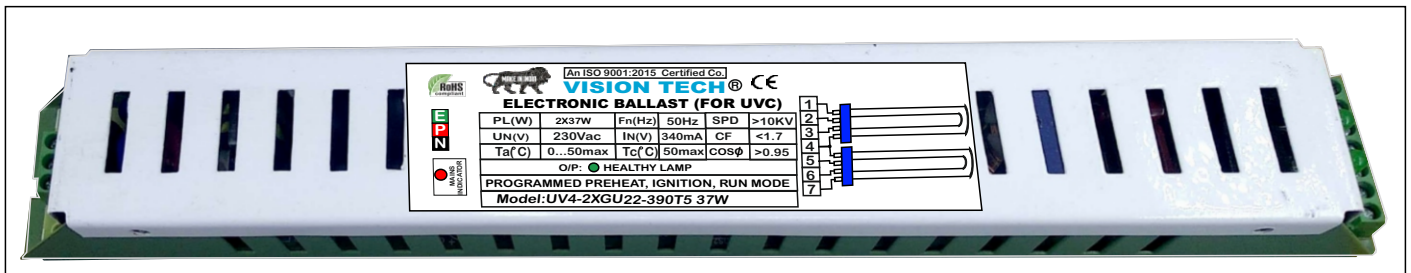 RoHS
compliant
MAKE IN INDIA
An ISO 9001:2015 Certified Co.
VISION TECH® CE
ELECTRONIC BALLAST (FOR UVC)
PL(W) 2X37W Fn(Hz) 50Hz SPD >10KV
UN(V) 230Vac IN(V) 340mA CF <1.7
Ta(°C) 0...50max Tc(°C) 50max COSϕ >0.95
O/P: HEALTHY LAMP
PROGRAMMED PREHEAT, IGNITION, RUN MODE
Model:UV4-2XGU22-390T5 37W
E
P
N
MAINS
INDICATOR
1
2
3
4
5
6
7